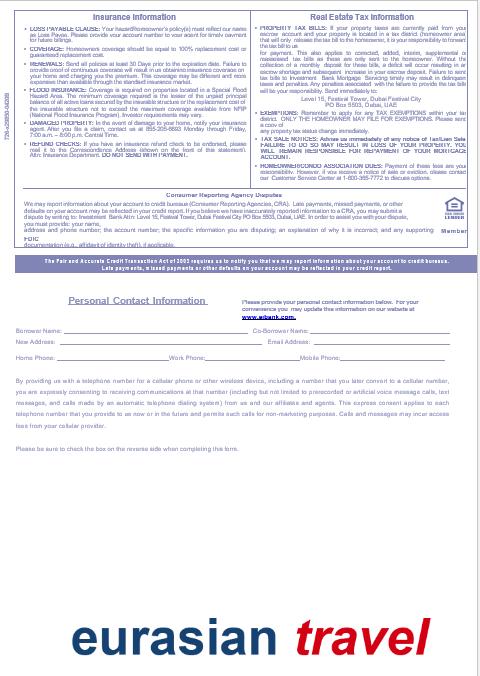 Insurance Information
• LOSS PAYABLE CLAUSE: Your hazard/homeowner's policy(s) must reflect our name
as Loss Payee. Please convert your account number to your agent for timely payment
for future billings.
• COVERAGE: Homeowners coverage should be equal to 100% replacement cost or
guaranteed replacement cost.
• RENEWALS: Send all policies at least 30 Days prior to the expiration date. Failure to
provide proof of continuous coverage will result in us obtaining insurance coverage on
your home and charging you the premium. This coverage may be different and more
expensive than available through the standard insurance market.
• FLOOD INSURANCE: Coverage is required on properties located in a Special Flood
Hazard Area. The minimum coverage required is the lesser of the unpaid principal
balance of all active loans secured by the insurable structure or the replacement cost of
the insurable structure not to exceed the maximum coverage available from NFIP
(National Flood Insurance Program). Investor requirements may vary.
• DAMAGED PROPERTY: In the event of damage to your home, notify your insurance
agent. After you file a claim, contact us at 855-205-6893 Monday through Friday,
7:00 a.m. – 8:00 p.m. Central Time.
• REFUND CHECKS: If you have an insurance refund check to be endorsed, please
mail it to the Correspondence Address (shown on the front of this statement).
Attn: Insurance Department. DO NOT SEND WITH PAYMENT.
Real Estate Tax Information
• PROPERTY TAX BILLS: If your property taxes are currently paid from you
escrow account and your property is located in a tax district (homeowner area
that will only release the tax bill to the homeowner, it is your responsibility to forward
the tax bill to us
for payment. This also applies to corrected, added, interim, supplemental o
reassessed tax bills as these are only sent to the homeowner. Without the
collection of a monthly deposit for these bills, a deficit will occur resulting in an
escrow shortage and subsequent increase in your escrow deposit. Failure to sent
tax bills to Investment Bank Mortgage Servicing may result in delinquent
taxes and penalties. Any penalties associated with the failure to provide the tax bill
will be your responsibility. Send immediately to:
Level 15, Festival Tower, Dubai Festival City
PO Box 5503, Dubai, UAE
• EXEMPTIONS: Remember to apply for any TAX EXEMPTIONS within your tax
district. ONLY THE HOMEOWNER MAY FILE FOR EXEMPTIONS. Please send
a copy of
any property tax status change immediately.
• TAX SALE NOTICES: Advise us immediately of any notice of Tax/Lien Sale
FAILURE TO DO SO MAY RESULT IN LOSS OF YOUR PROPERTY. YOU
WILL REMAIN RESPONSIBLE FOR REPAYMENT OF YOUR MORTGAGE
ACCOUNT.
• HOMEOWNER/CONDO ASSOCIATION DUES: Payment of these are you
responsibility. However, if you receive a notice of sale or eviction, please contact
our Customer Service Center at 1-800-365-7772 to discuss options.
Consumer Reporting Agency Disputes
We may report information about your account to credit bureaus (Consumer Reporting Agencies, CRA). Late payments, missed payments, or other
defaults on your account may be reflected in your credit report. If you believe we have inaccurately reported information to a CRA, you may submit a
dispute by writing to: Investment Bank Attn: Level 15, Festival Tower, Dubai Festival City PO Box 5503, Dubai, UAE. In order to assist you with your dispute,
you must provide: your name,
address and phone number; the account number; the specific information you are disputing; an explanation of why it is incorrect; and any supporting
LENDER
Member
FDIC
documentation (e.g., affidavit of identity theft), if applicable.
The Fair and Accurate Credit Transaction Act of 2003 requires us to notify you that we may report information about your account to credit bureaus.
Late payments, missed payments or other defaults on your account may be reflected in your credit report.
Personal Contact Information
Please provide your personal contact information below. For your
convenience you may update this information on our website at
www.eibank.com.
Borrower Name: Co-Borrower Name:
New Address: Email Address:
Home Phone: Work Phone: Mobile Phone:
By providing us with a telephone number for a cellular phone or other wireless device, including a number that you later convert to a cellular number,
you are expressly consenting to receiving communications at that number (including but not limited to prerecorded or artificial voice message calls, text
messages, and calls made by an automatic telephone dialing system) from us and our affiliates and agents. This express consent applies to each
telephone number that you provide to us now or in the future and permits such calls for non-marketing purposes. Calls and messages may incur access
fees from your cellular provider.
Please be sure to check the box on the reverse side when completing this form.
eurasian travel